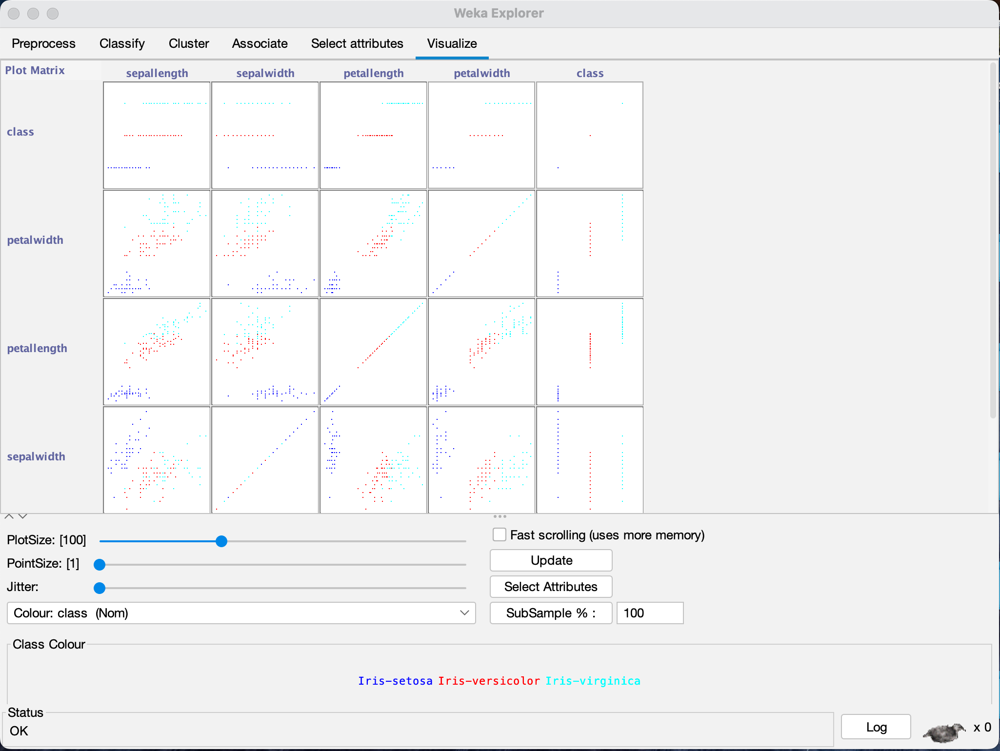 Weka Explorer
Preprocess Classify Cluster Associate Select attributes Visualize
Plot Matrix sepallength sepalwidth petallength petalwidth class
class
petalwidth
petallength
sepalwidth
PlotSize: [100]
Fast scrolling (uses more memory)
Update
PointSize: [1]
Select Attributes
Jitter:
Colour: class (Nom)
SubSample % : 100
Class Colour
Iris-setosa Iris-versicolor Iris-virginica
Status
OK
Log
x 0